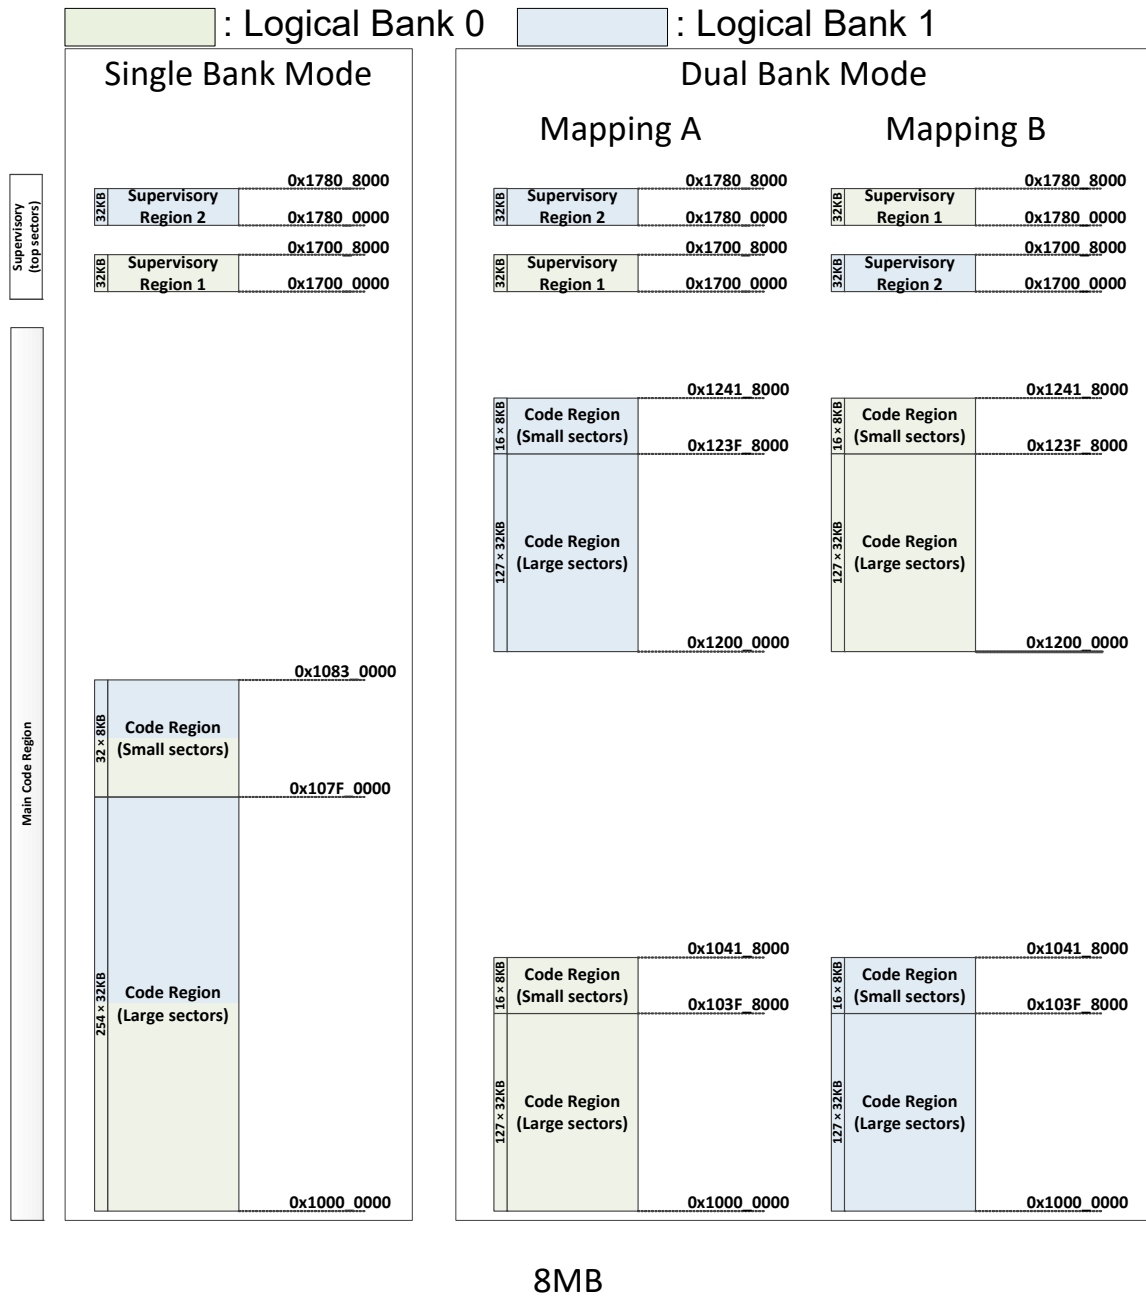 : Logical Bank 0
: Logical Bank 1
Single Bank Mode
Dual Bank Mode
Mapping A
Mapping B
Supervisory
(top sectors)
Main Code Region
32KB
Supervisory
Region 2
0x1780_8000
0x1780_0000
32KB
Supervisory
Region 1
0x1700_8000
0x1700_0000
32 × 8KB
Code Region
(Small sectors)
0x1083_0000
0x107F_0000
254 × 32KB
Code Region
(Large sectors)
0x1000_0000
32KB
Supervisory
Region 2
0x1780_8000
0x1780_0000
32KB
Supervisory
Region 1
0x1700_8000
0x1700_0000
16 × 8KB
Code Region
(Small sectors)
0x1241_8000
0x123F_8000
127 × 32KB
Code Region
(Large sectors)
0x1200_0000
16 × 8KB
Code Region
(Small sectors)
0x1041_8000
0x103F_8000
127 × 32KB
Code Region
(Large sectors)
0x1000_0000
32KB
Supervisory
Region 1
0x1780_8000
0x1780_0000
32KB
Supervisory
Region 2
0x1700_8000
0x1700_0000
16 × 8KB
Code Region
(Small sectors)
0x1241_8000
0x123F_8000
127 × 32KB
Code Region
(Large sectors)
0x1200_0000
16 × 8KB
Code Region
(Small sectors)
0x1041_8000
0x103F_8000
127 × 32KB
Code Region
(Large sectors)
0x1000_0000
8MB